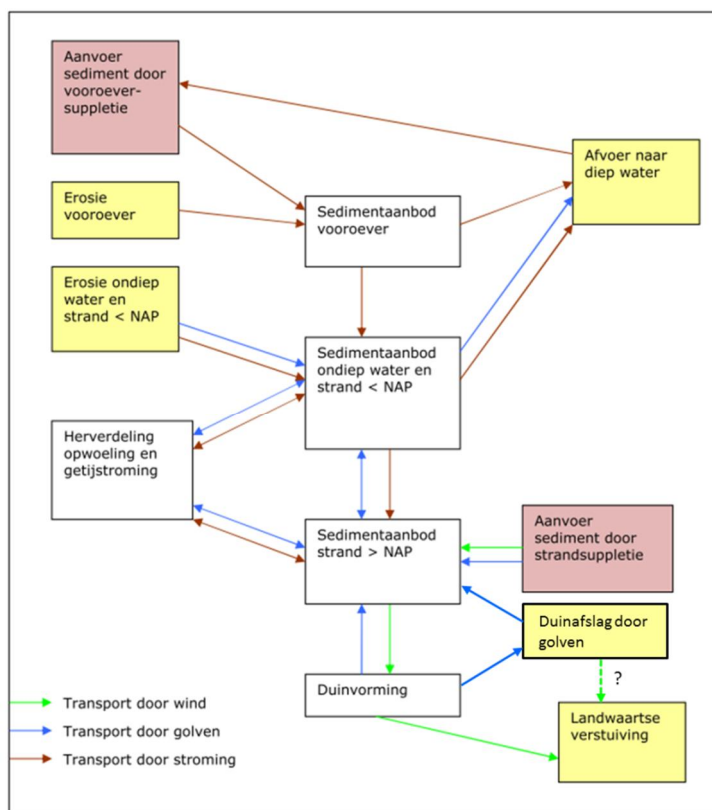 Aanvoer
sediment door
vooroever-
suppletie
Afvoer naar
diep water
Erosie
vooroever
Sedimentaanbod
vooroever
Erosie ondiep
water en
strand < NAP
Sedimentaanbod
ondiep water en
strand < NAP
Herverdeling
opwoeling en
getijstroming
Sedimentaanbod
strand > NAP
Aanvoer
sediment door
strandsuppletie
Duinafslag door
golven
?
Duinvorming
Landwaartse
verstuiving
Transport door wind
Transport door golven
Transport door stroming